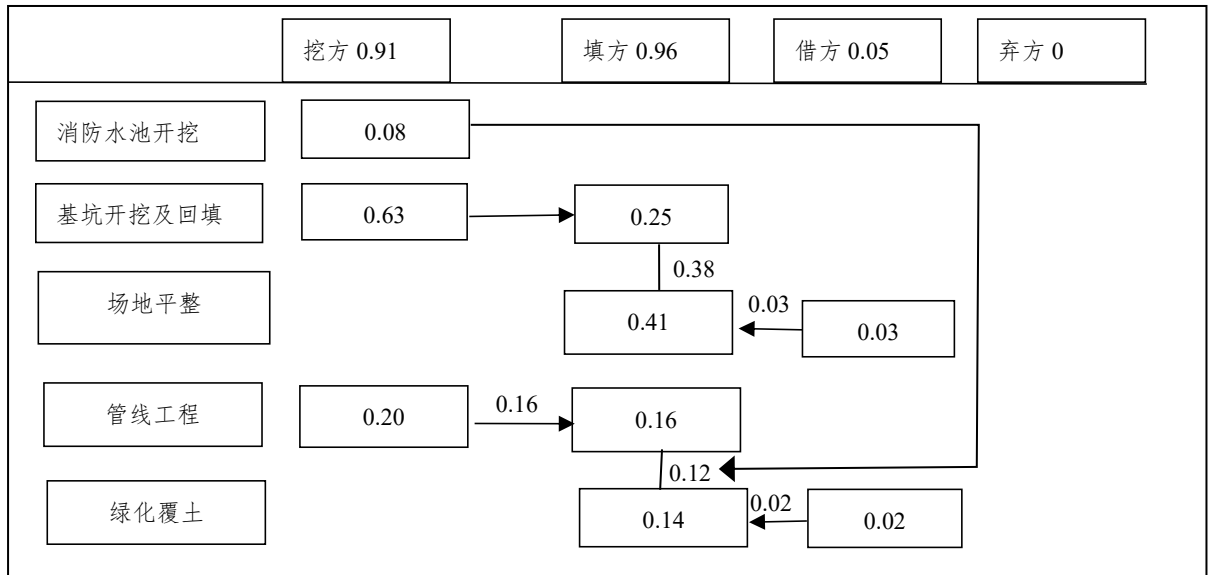 挖方 0.91 填方 0.96 借方 0.05 弃方 0
消防水池开挖 0.08
基坑开挖及回填 0.63 0.25
0.38
场地平整 0.41 0.03 0.03
管线工程 0.20 0.16 0.16
0.12
绿化覆土 0.14 0.02 0.02